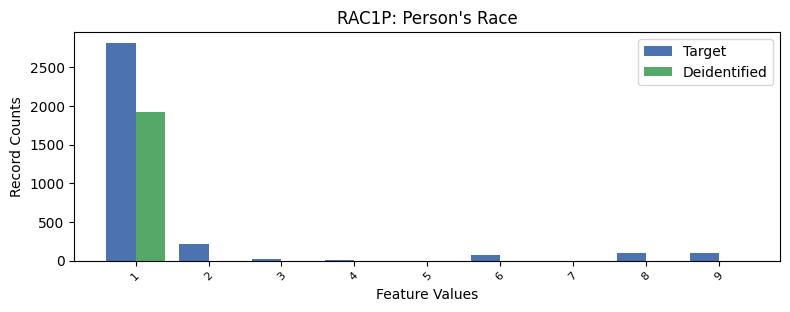 RAC1P: Person's Race
Target
Deidentified
Record Counts
2500
2000
1500
1000
500
0
1 2 3 4 5 6 7 8 9
Feature Values